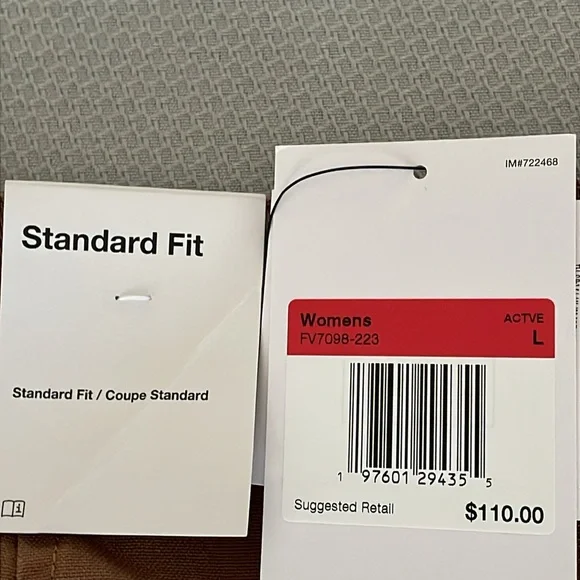 Standard Fit
Standard Fit / Coupe Standard
IM#722468
Womens
ACTVE
FV7098-223
L
1 97601 29435 5
Suggested Retail
$110.00